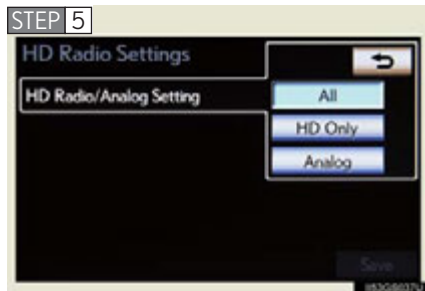 STEP 5
HD Radio Settings
HD Radio/Analog Setting
All
HD Only
Analog
Save